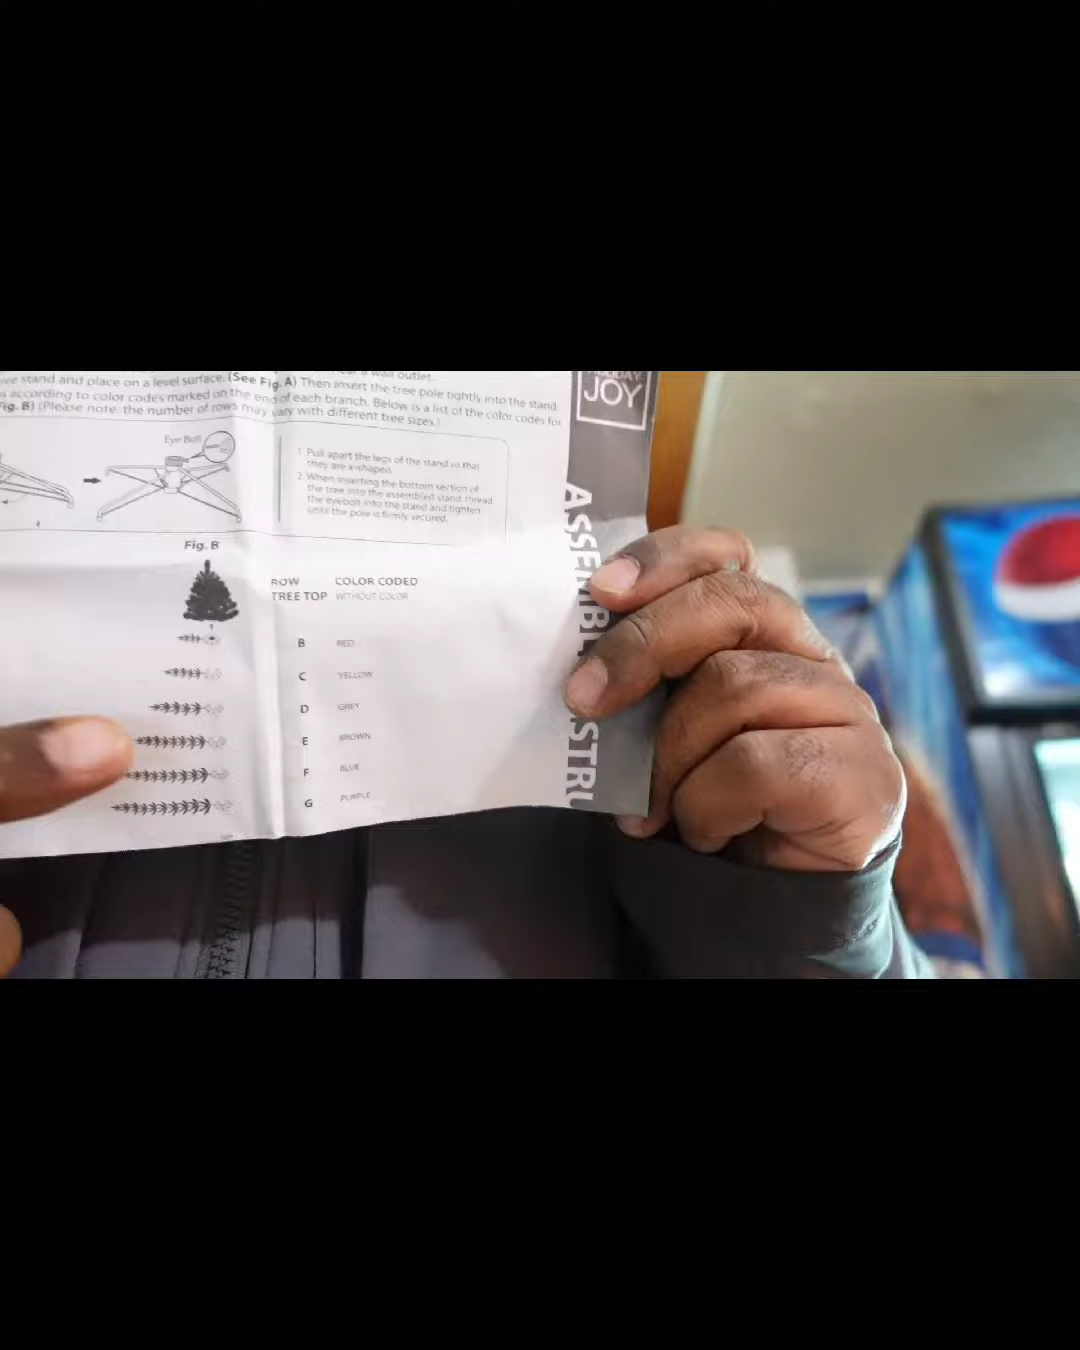 a wall outlet.
stand and place on a level surface. (See Fig. A) Then insert the tree pole tightly into the stand.
according to color codes marked on the end of each branch. Below is a list of the color codes for
Fig. B) (Please note: the number of rows may vary with different tree sizes.)
Eye Bolt
1. Pull apart the legs of the stand so that
they are x-shaped.
2. When inserting the bottom section of
the tree into the assembled stand, thread
the eyebolt into the stand and tighten
until the pole is firmly secured.
Fig. B
ROW COLOR CODED
TREE TOP WITHOUT COLOR
B RED
C YELLOW
D GREY
E BROWN
F BLUE
G PURPLE
JOY